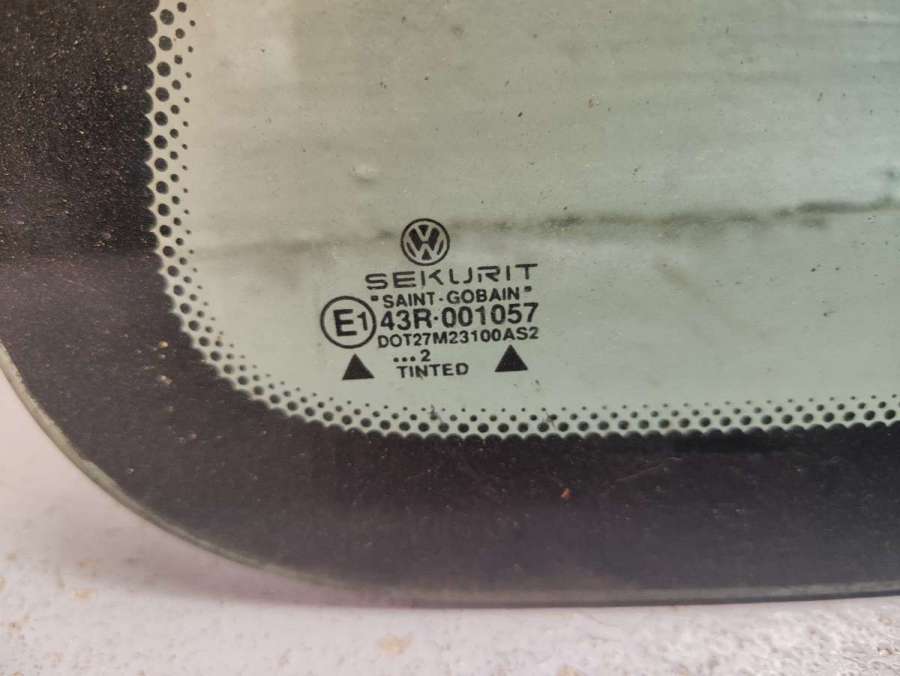 SEKURIT
"SAINT-GOBAIN"
E1 43R-001057
DOT27M23100AS2
...2
TINTED